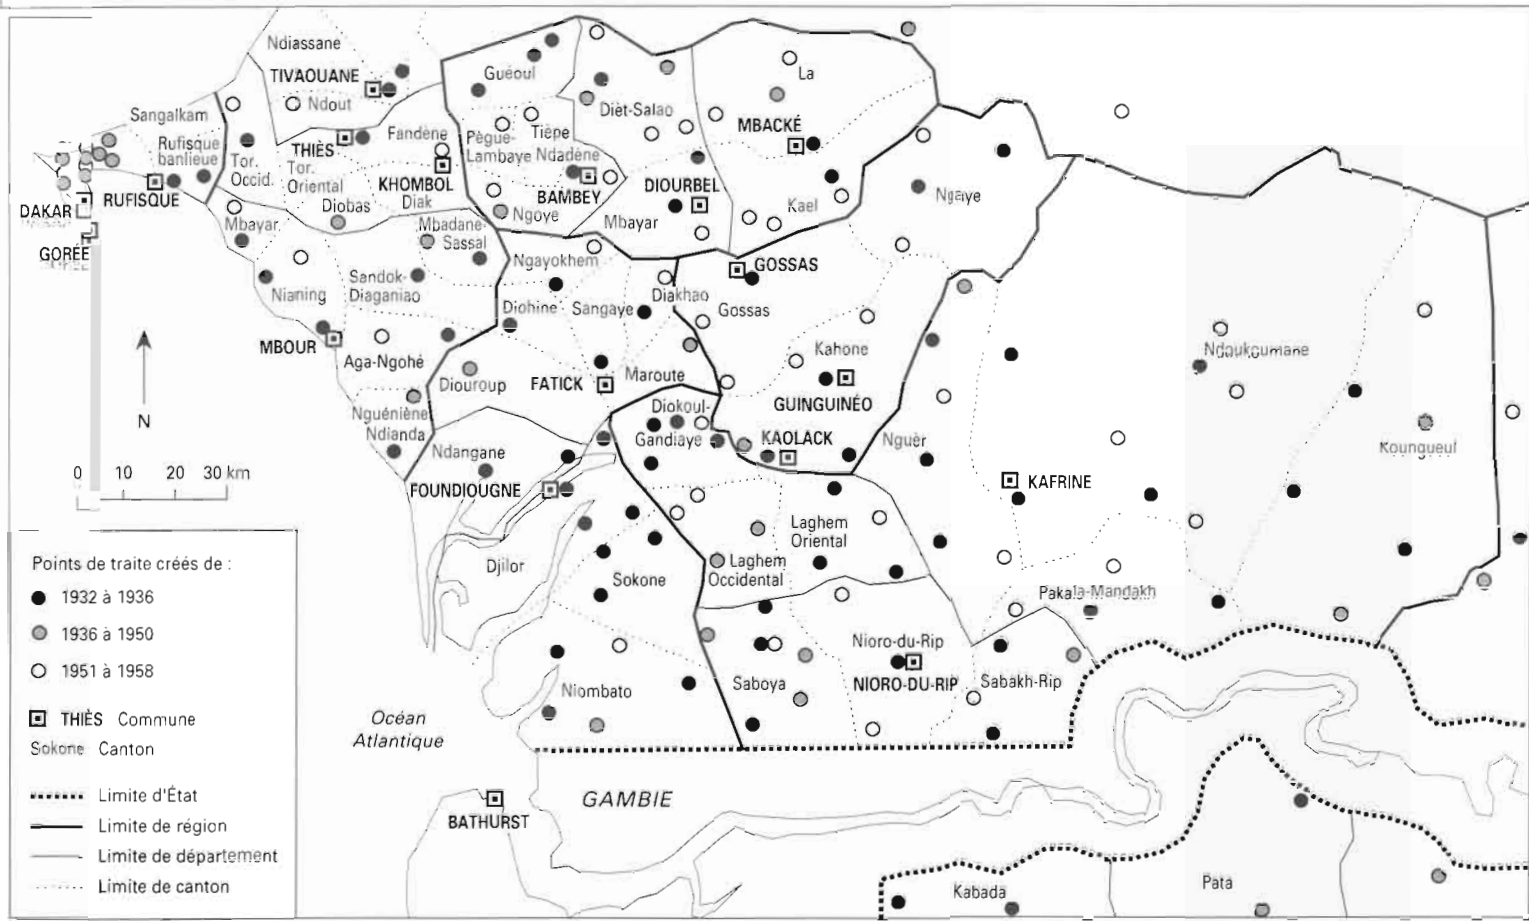 Ndiassane
TIVAOUANE
Ndout
Sangalkam
Rufisque
banlieue
Tor.
Occid.
THIÈS
Tor.
Oriental
Fandène
KHOMBOL
Diak
Diobas
DAKAR
RUFISQUE
GORÉE
Mbayar
Mbadane-
Sassal
Nianing
Sandok-
Diaganiao
MBOUR
Aga-Ngohé
Nguéniène
Ndianda
Guéoul
Pègue-
Lambaye
Tièpe
Ndadène
BAMBEY
Ngoye
Dièt-Salao
DIOURBEL
Mbayar
La
MBACKÉ
Kael
Ngaye
Ngayokhem
Diohine
Sangaye
Diakhao
GOSSAS
Gossas
Kahone
GUINGUINÉO
Diouroup
FATICK
Maroute
Diokoul-
Gandiaye
KAOLACK
Nguèr
Ndoukoumane
Koungueul
KAFRINE
Ndangane
FOUNDIOUGNE
Djilor
Sokone
Laghem
Oriental
Laghem
Occidental
Pakala-Mandakh
Niombato
Saboya
Nioro-du-Rip
NIORO-DU-RIP
Sabakh-Rip
Océan
Atlantique
GAMBIE
BATHURST
Kabada
Pata
N
0 10 20 30 km
Points de traite créés de :
1932 à 1936
1936 à 1950
1951 à 1958
THIÈS Commune
Sokone Canton
Limite d'État
Limite de région
Limite de département
Limite de canton